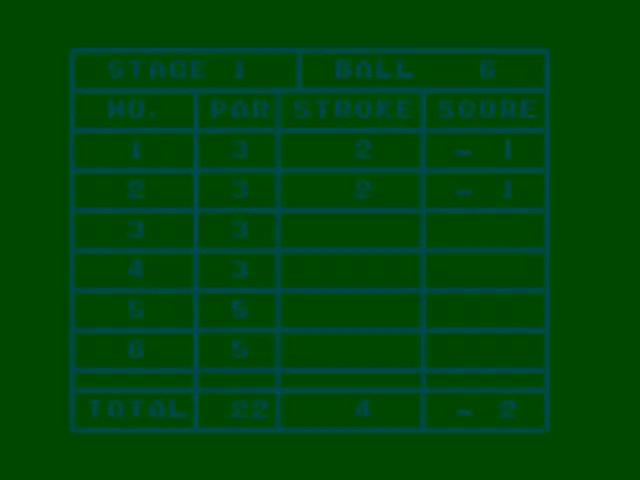 STAGE 1 BALL 6
NO. PAR STROKE SCORE
1 3 2 - 1
2 3 2 - 1
3 3
4 3
5 5
6 5
TOTAL 22 4 - 2